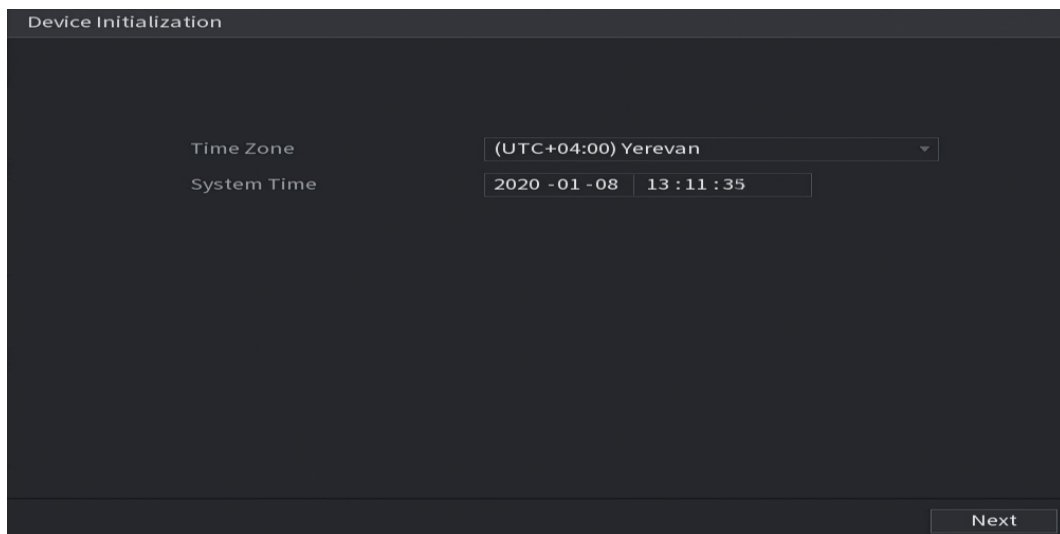 Device Initialization
Time Zone (UTC+04:00) Yerevan
System Time 2020 -01 -08 13 : 11 : 35
Next